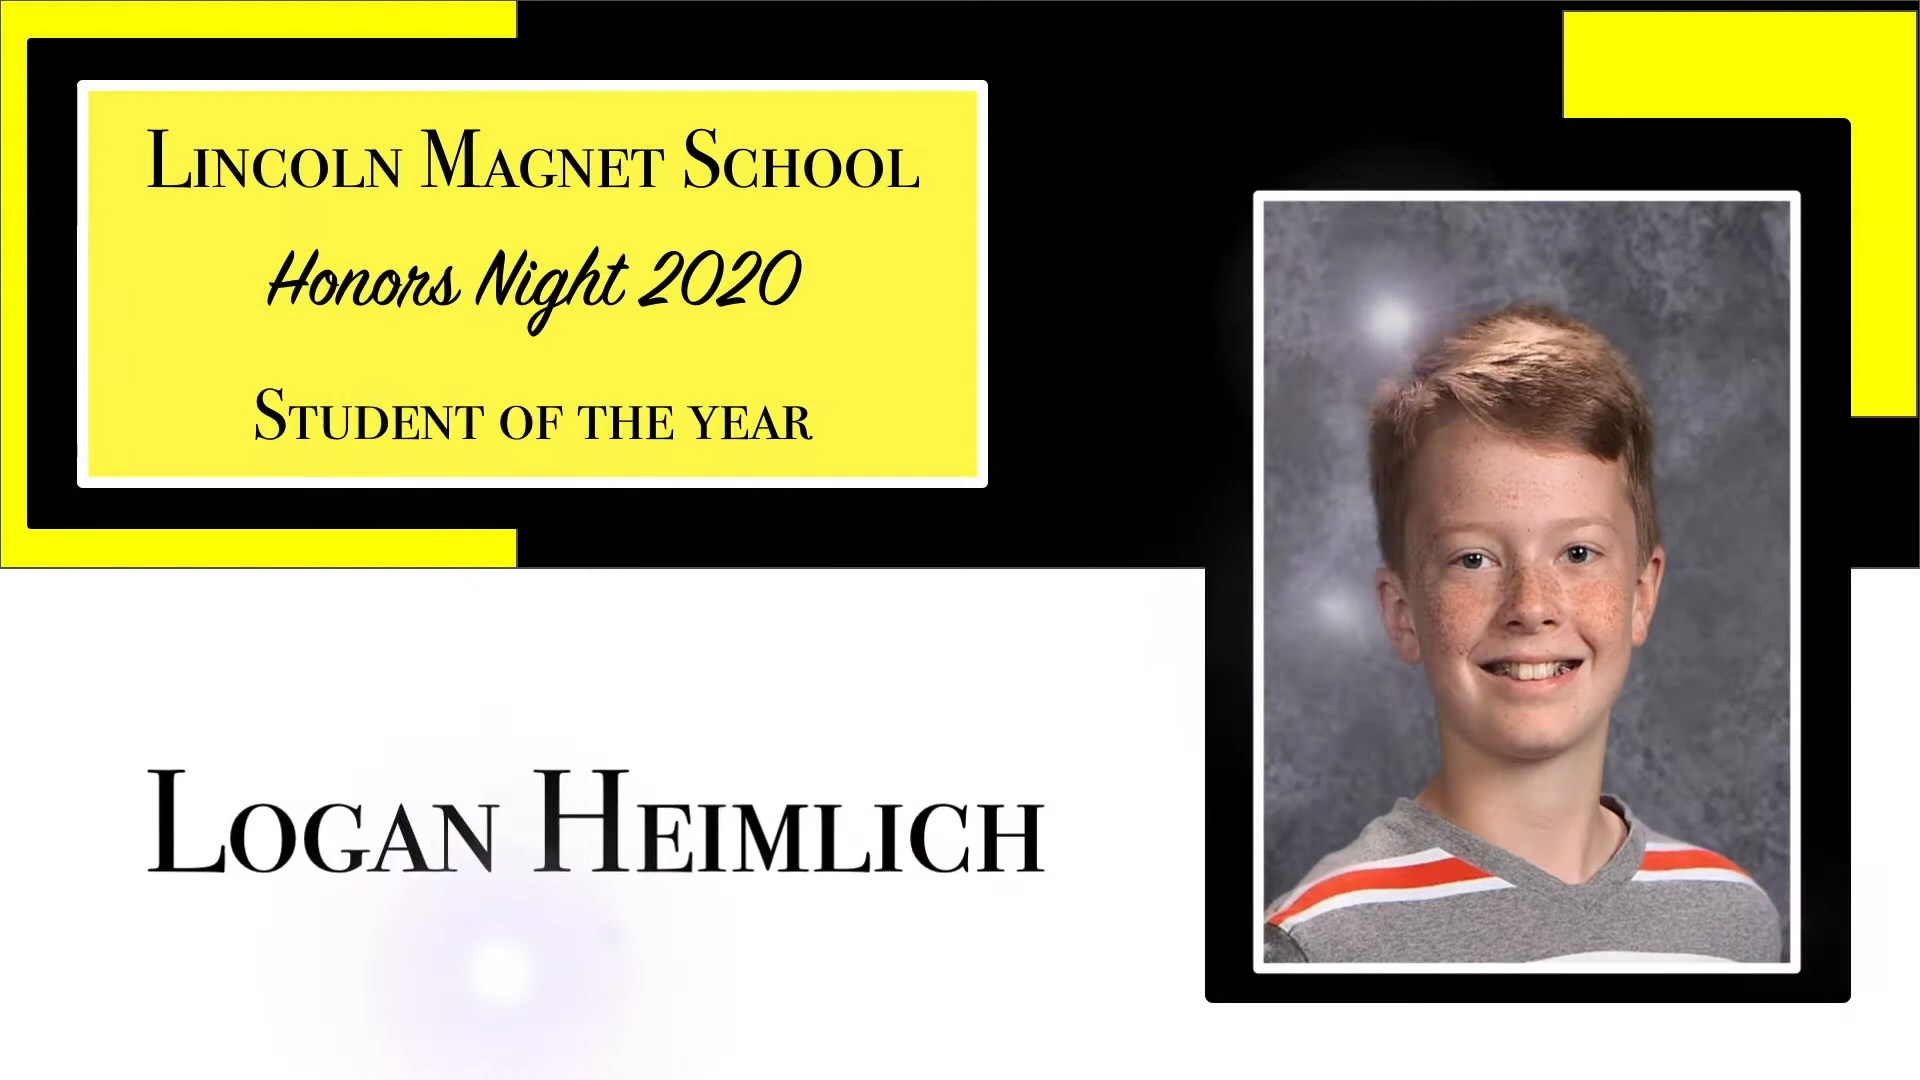 Lincoln Magnet School
Honors Night 2020
Student of the year
Logan Heimlich